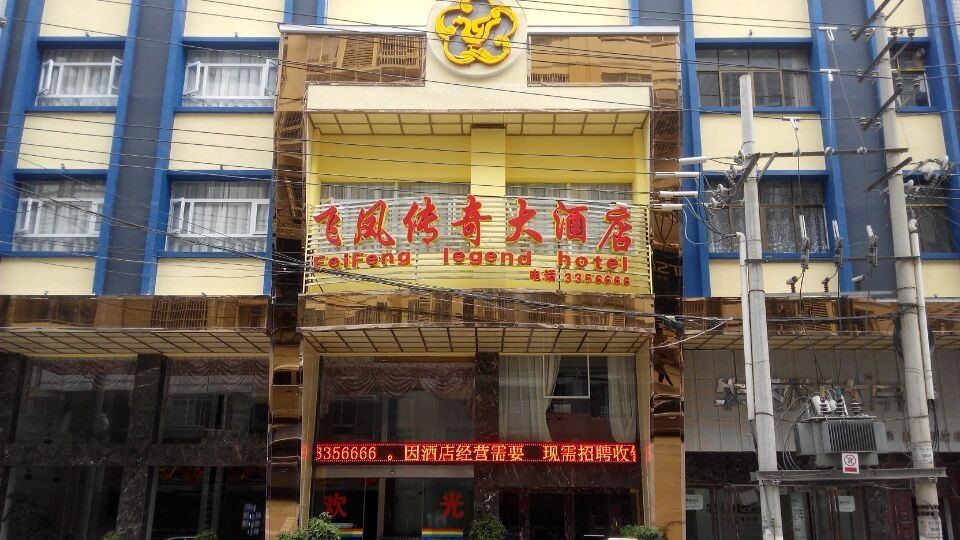 飞凤传奇大酒店
FeiFeng legend hotel
电话:3356666
3356666 。因酒店经营需要 现需招聘收
欢 光